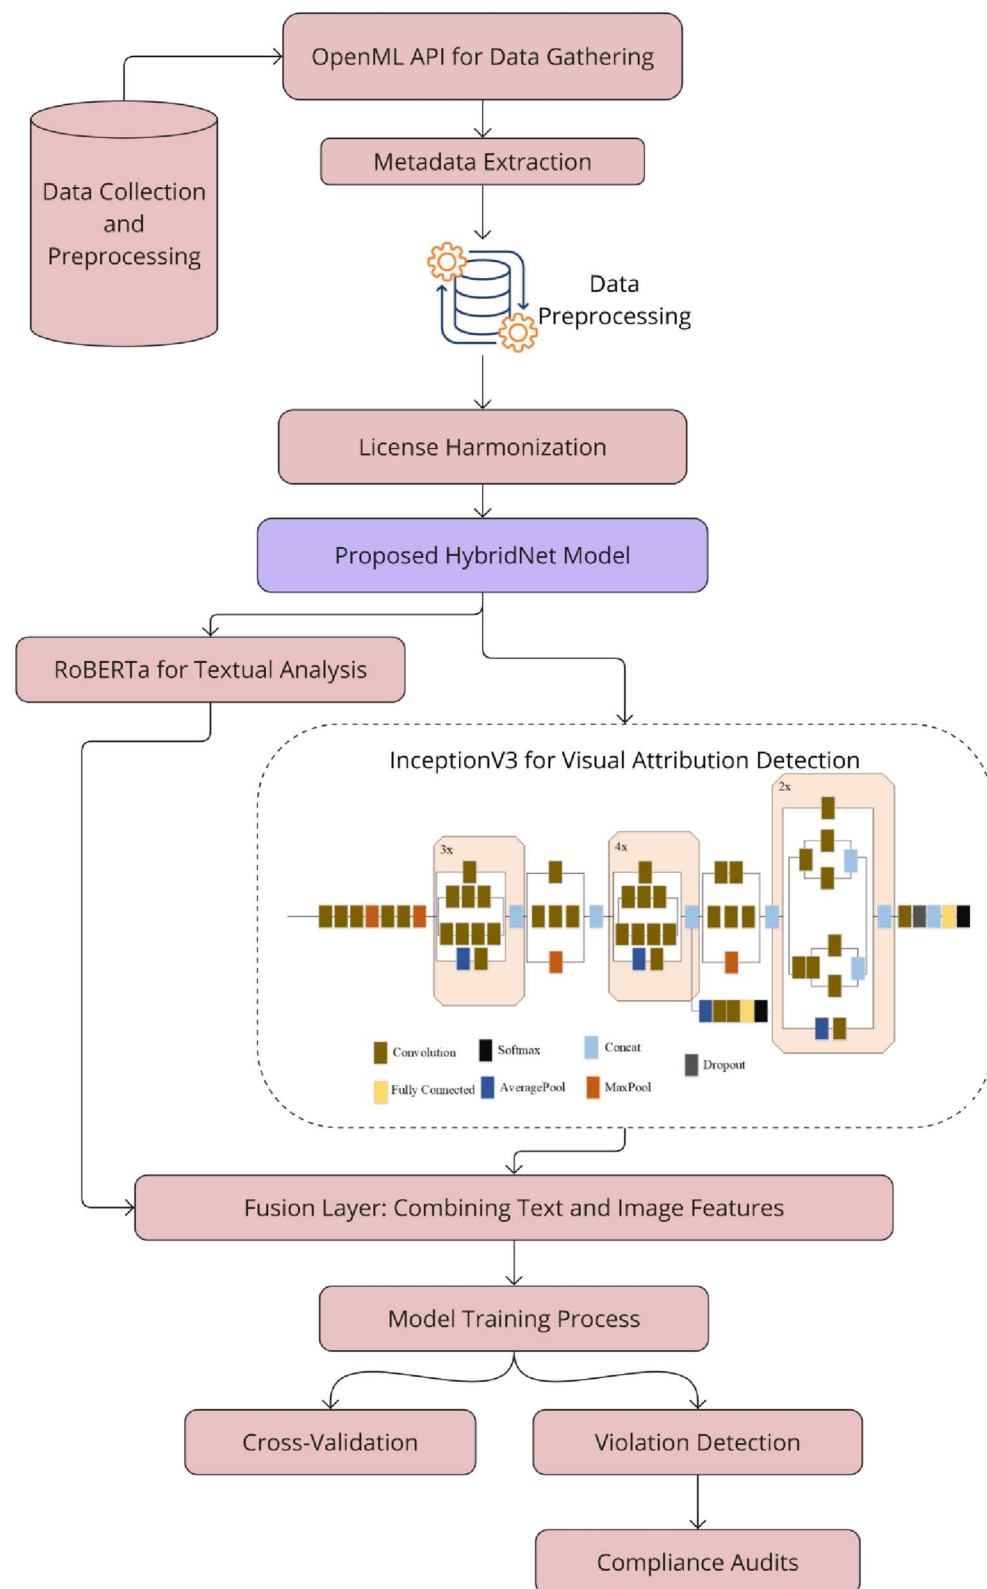 OpenML API for Data Gathering
Metadata Extraction
Data Collection
and
Preprocessing
Data
Preprocessing
License Harmonization
Proposed HybridNet Model
RoBERTa for Textual Analysis
InceptionV3 for Visual Attribution Detection
3x
4x
2x
Convolution
Softmax
Concat
Dropout
Fully Connected
AveragePool
MaxPool
Fusion Layer: Combining Text and Image Features
Model Training Process
Cross-Validation
Violation Detection
Compliance Audits